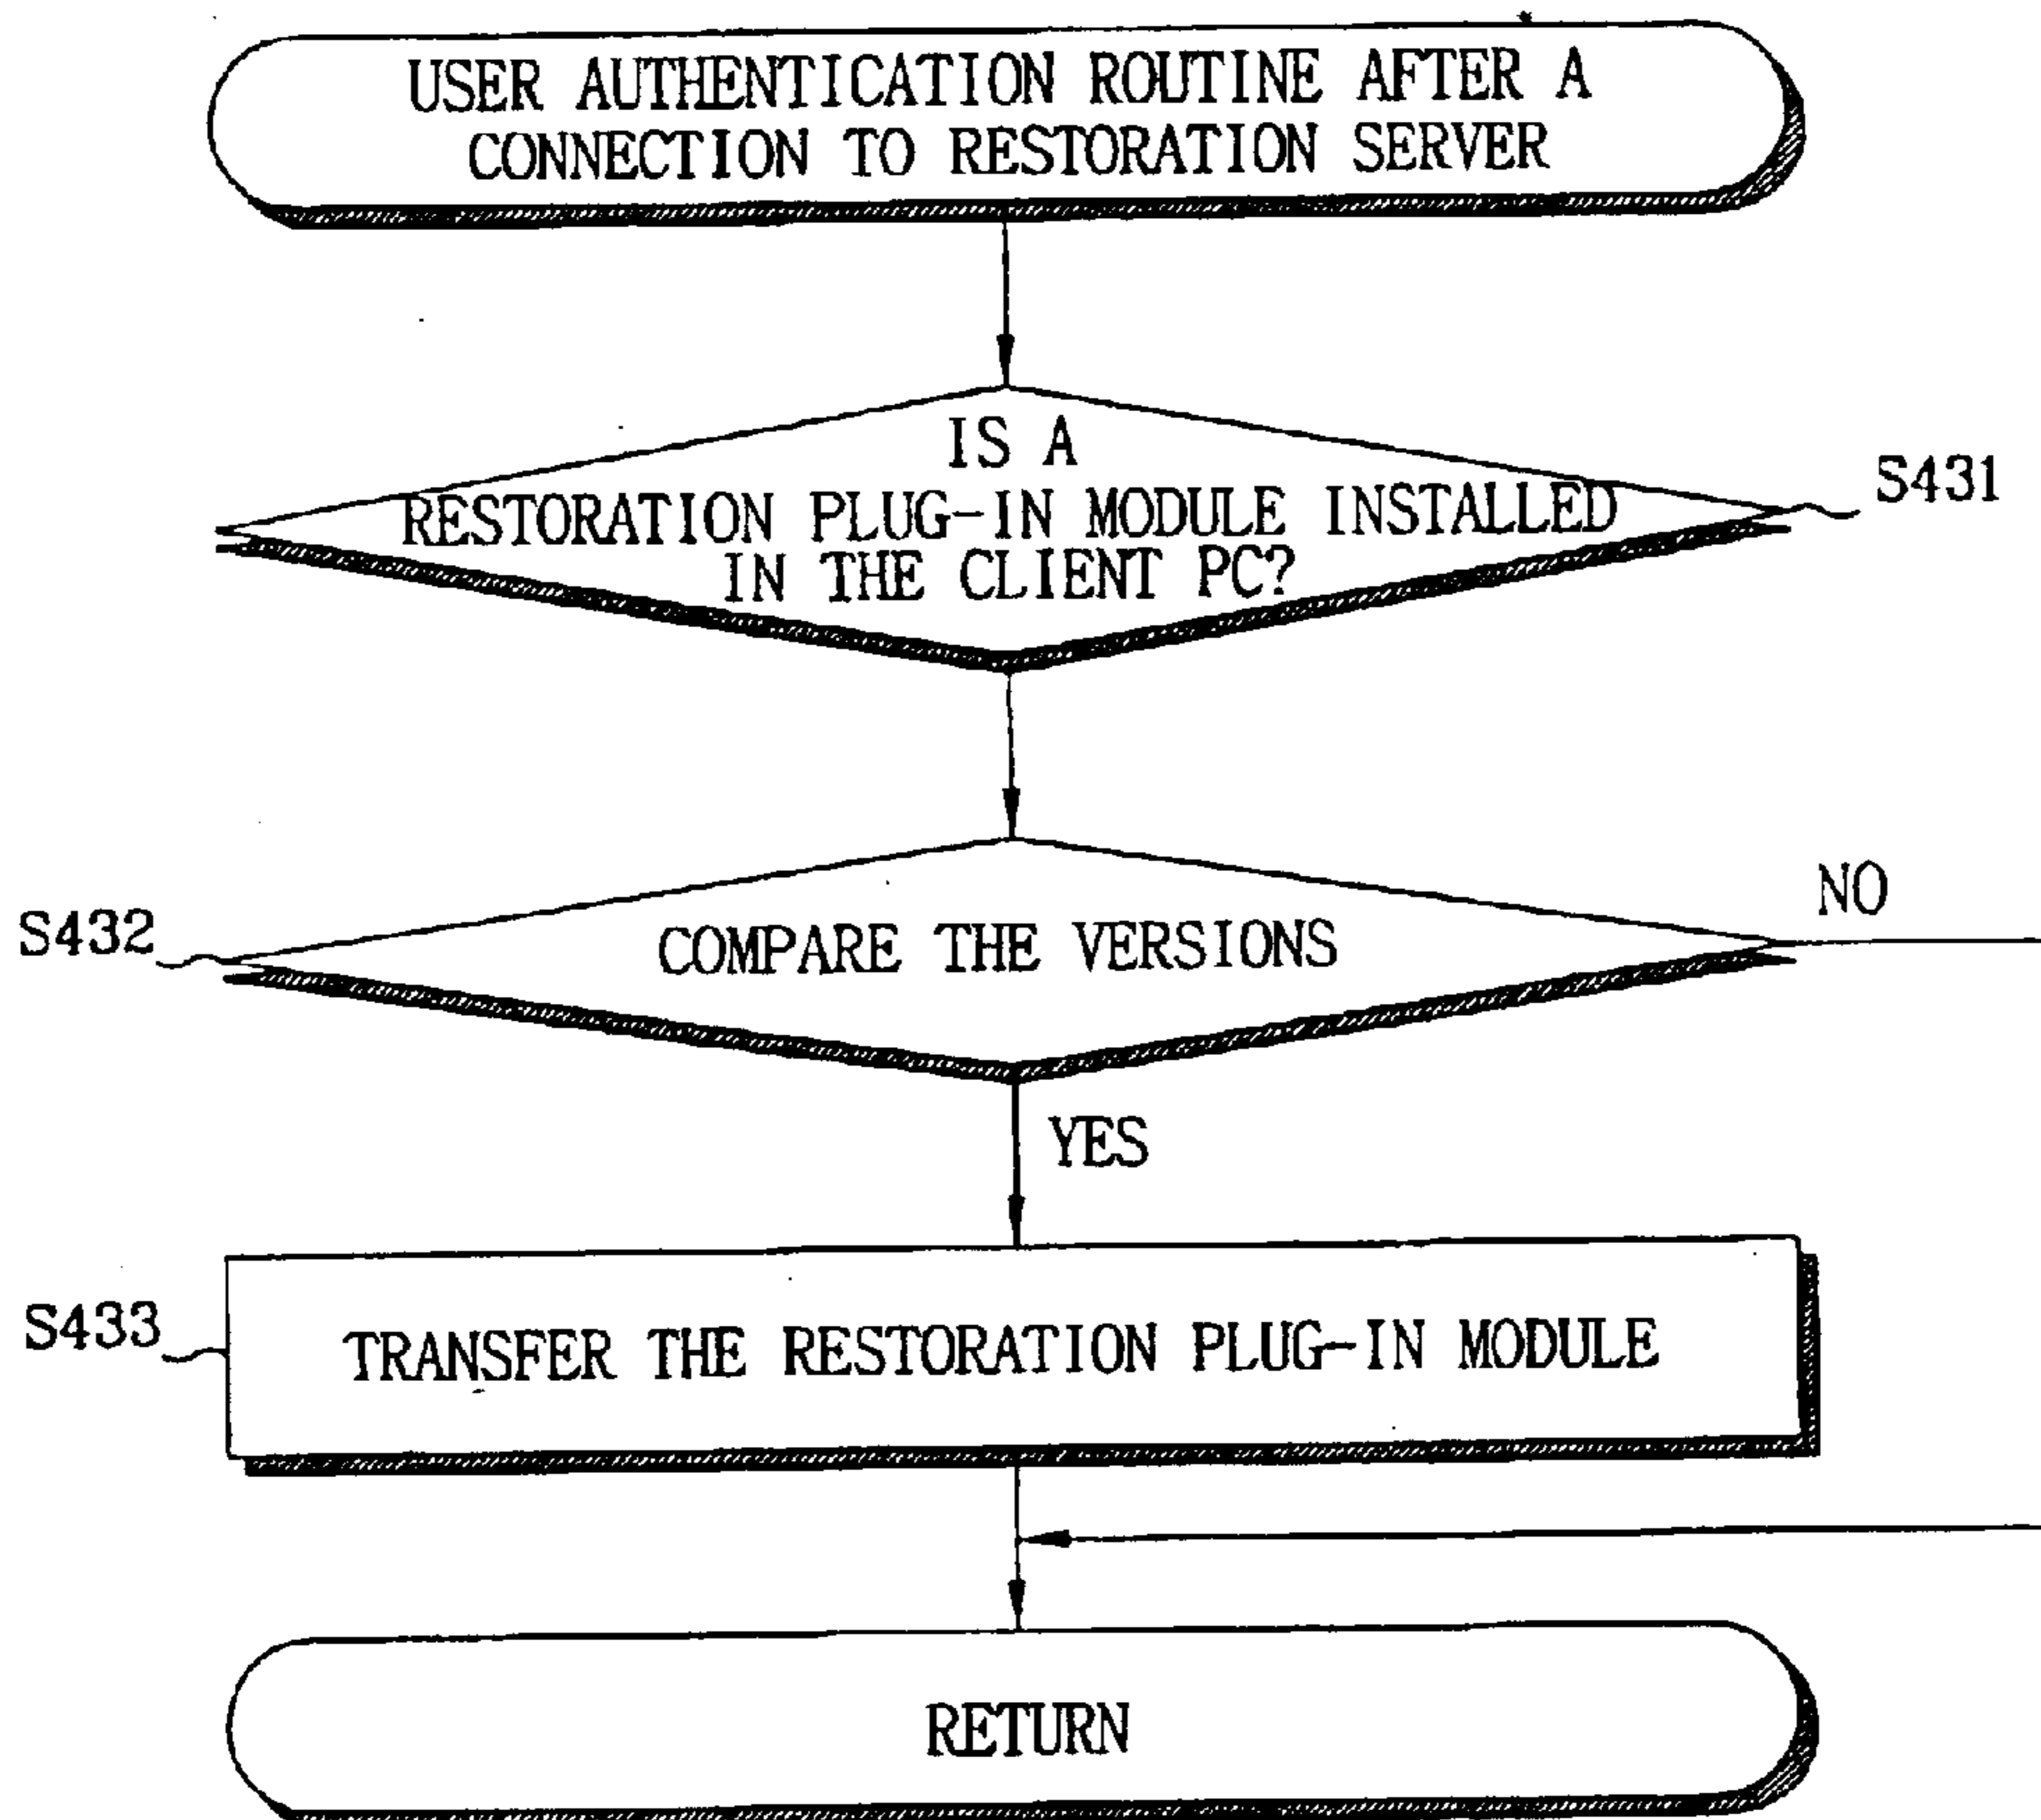 USER AUTHENTICATION ROUTINE AFTER A
CONNECTION TO RESTORATION SERVER
IS A
RESTORATION PLUG-IN MODULE INSTALLED
IN THE CLIENT PC?
S431
COMPARE THE VERSIONS
S432
NO
YES
TRANSFER THE RESTORATION PLUG-IN MODULE
S433
RETURN